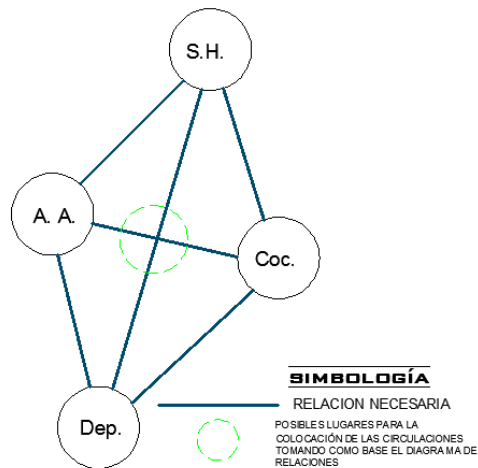 S.H.
A. A.
Coc.
Dep.
SIMBOLOGÍA
RELACION NECESARIA
POSIBLES LUGARES PARA LA
COLOCACIÓN DE LAS CIRCULACIONES
TOMANDO COMO BASE EL DIAGRAMA DE
RELACIONES